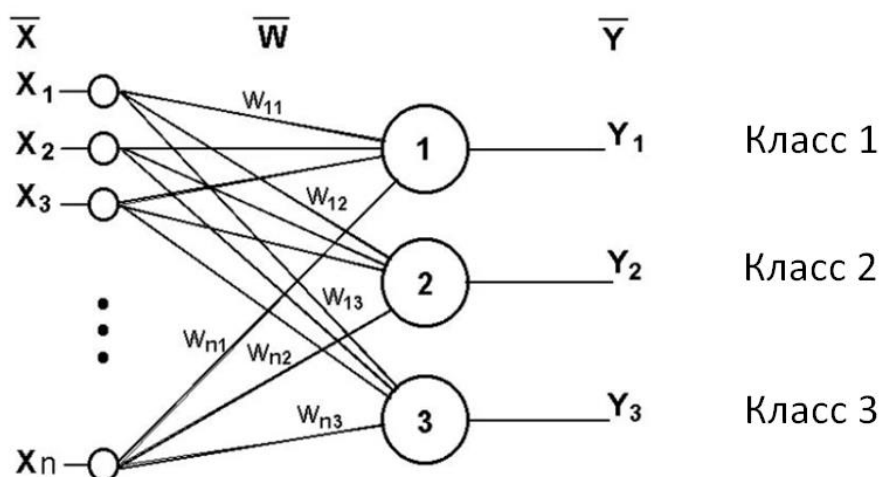 X W Y
X1
W11
X2
1 Y1 Класс 1
X3
W12
2 Y2 Класс 2
W13
Wn1
Wn2
Wn3
3 Y3 Класс 3
Xn